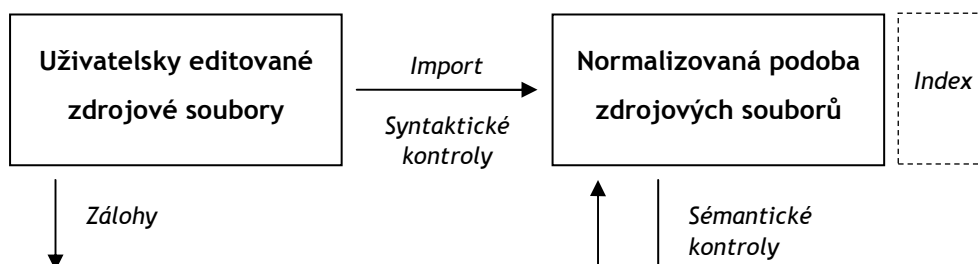 Uživatelsky editované
zdrojové soubory
Import
Syntaktické
kontroly
Normalizovaná podoba
zdrojových souborů
Index
Zálohy
Sémantické
kontroly